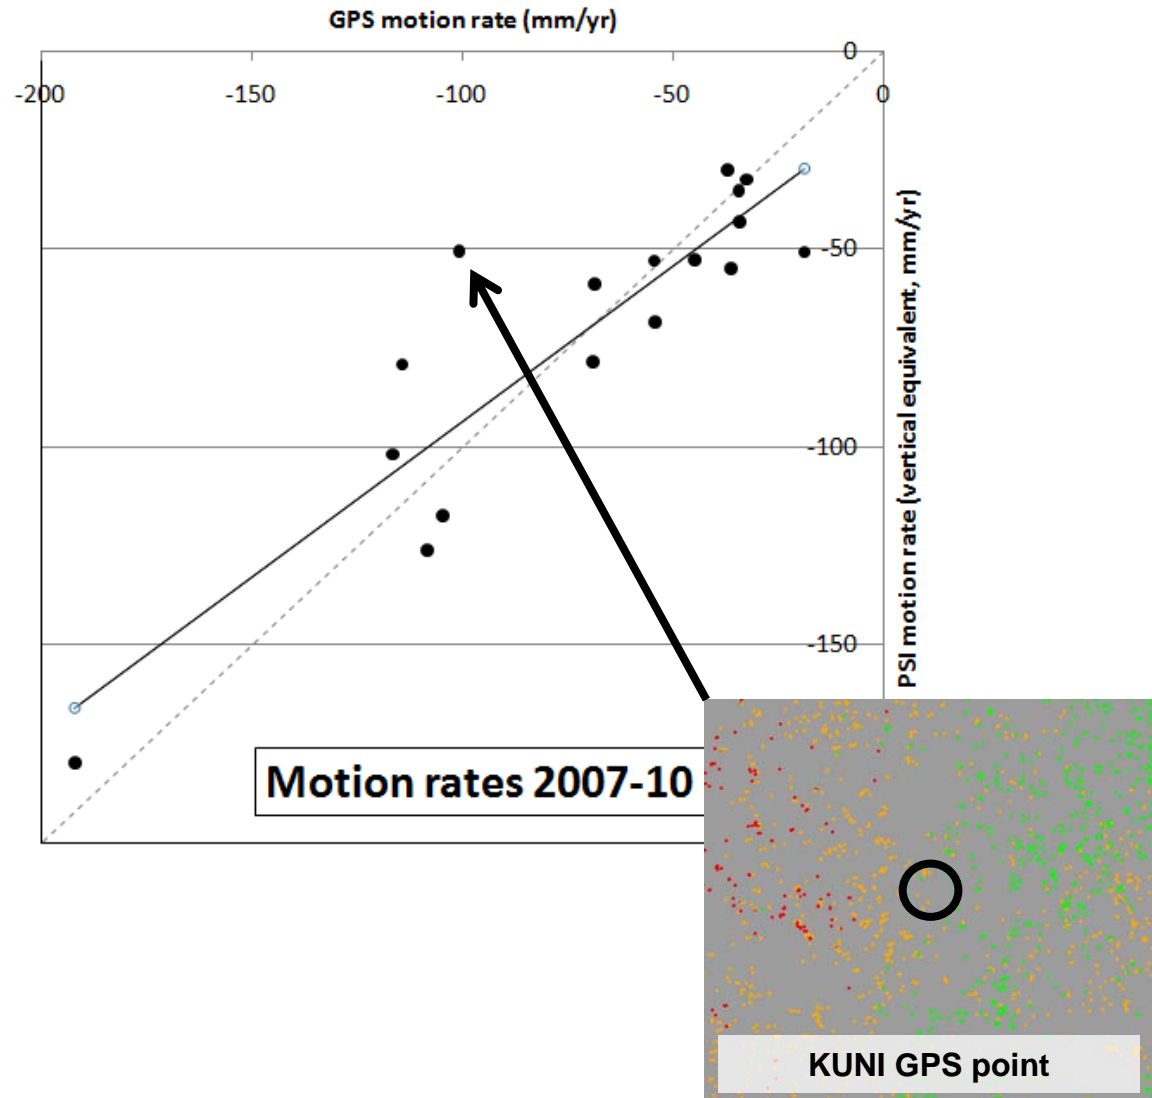 GPS motion rate (mm/yr)
0
-200 -150 -100 -50 0
PSI motion rate (vertical equivalent, mm/yr)
-50
-100
-150
Motion rates 2007-10
KUNI GPS point